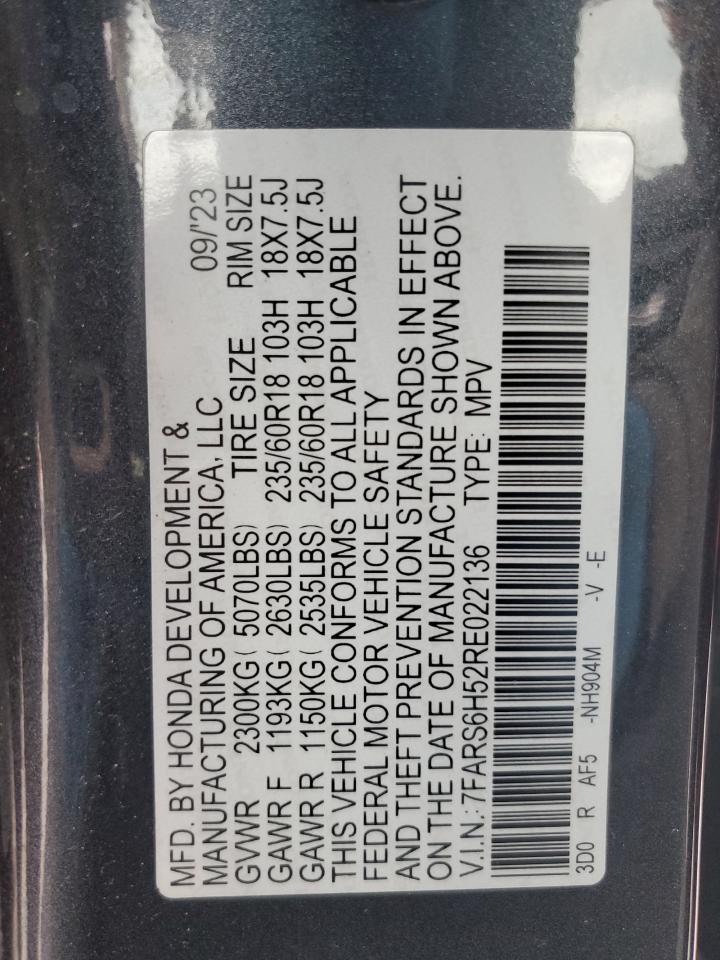 MFD. BY HONDA DEVELOPMENT &
MANUFACTURING OF AMERICA, LLC 09/'23
GVWR 2300KG( 5070LBS) TIRE SIZE RIM SIZE
GAWR F 1193KG( 2630LBS) 235/60R18 103H 18X7.5J
GAWR R 1150KG( 2535LBS) 235/60R18 103H 18X7.5J
THIS VEHICLE CONFORMS TO ALL APPLICABLE
FEDERAL MOTOR VEHICLE SAFETY
AND THEFT PREVENTION STANDARDS IN EFFECT
ON THE DATE OF MANUFACTURE SHOWN ABOVE.
V.I.N.: 7FARS6H52RE022136 TYPE: MPV
3D0 R AF5 -NH904M -V -E